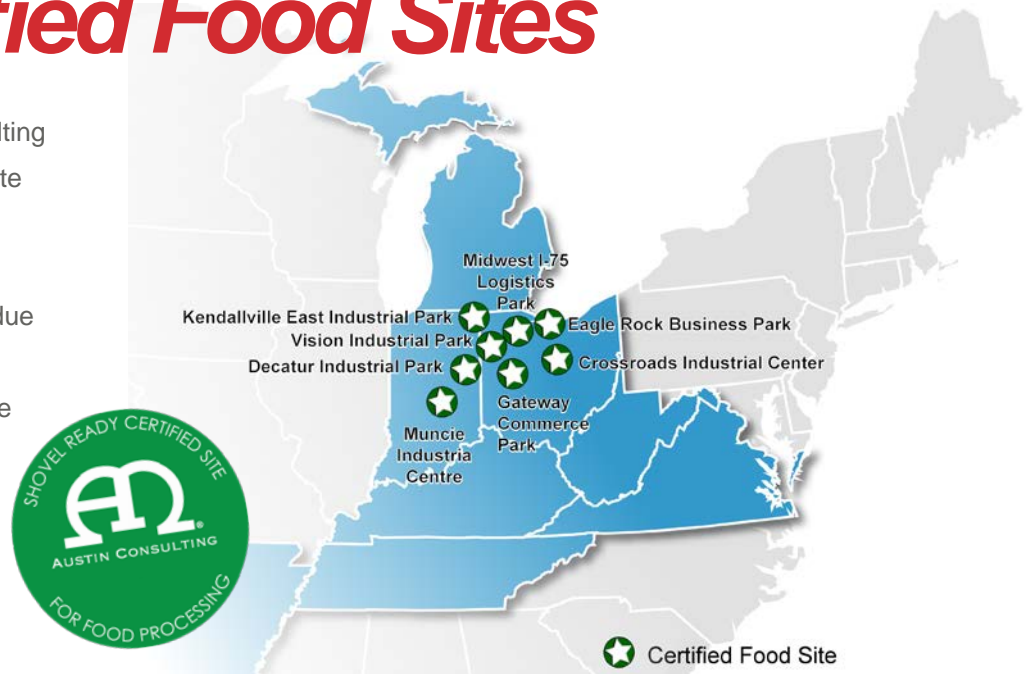 fied Food Sites
lting
te
due
e
Midwest I-75
Logistics
Park
Kendallville East Industrial Park
Eagle Rock Business Park
Vision Industrial Park
Decatur Industrial Park
Crossroads Industrial Center
Gateway
Commerce
Park
Muncie
Industria
Centre
SHOVEL READY CERTIFIED SITE
AUSTIN CONSULTING
FOR FOOD PROCESSING
Certified Food Site